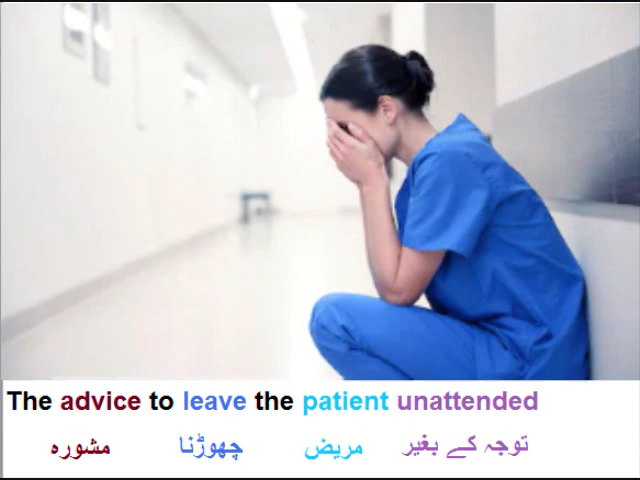 The advice to leave the patient unattended
مشورہ چھوڑنا مریض توجہ کے بغیر